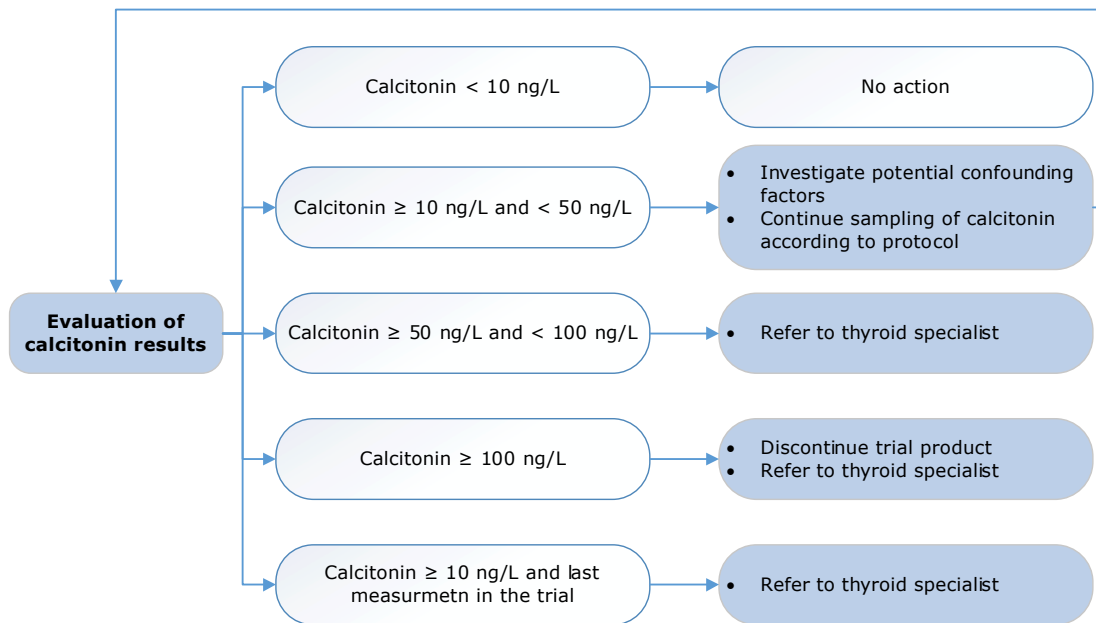 Calcitonin < 10 ng/L
No action
Calcitonin ≥ 10 ng/L and < 50 ng/L
• Investigate potential confounding
factors
• Continue sampling of calcitonin
according to protocol
Evaluation of
calcitonin results
Calcitonin ≥ 50 ng/L and < 100 ng/L
• Refer to thyroid specialist
Calcitonin ≥ 100 ng/L
• Discontinue trial product
• Refer to thyroid specialist
Calcitonin ≥ 10 ng/L and last
measurmetn in the trial
• Refer to thyroid specialist